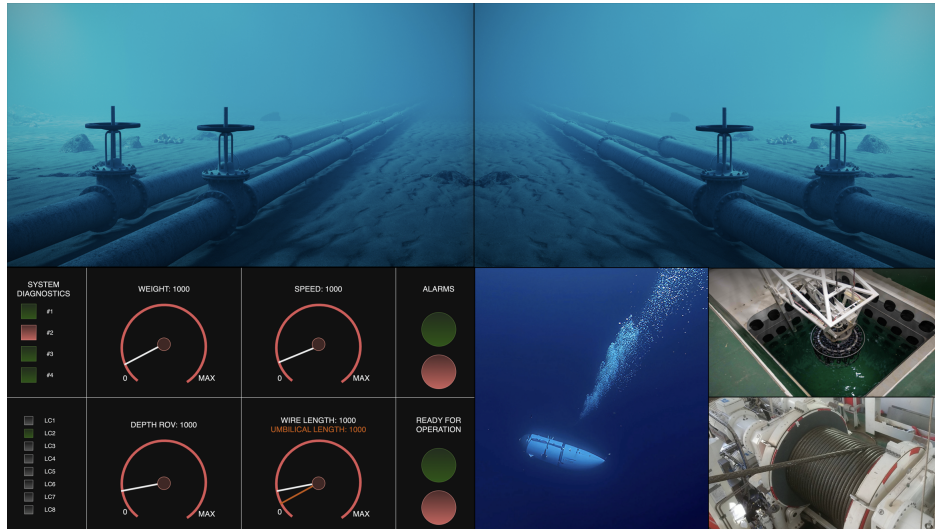 SYSTEM
DIAGNOSTICS
#1
#2
#3
#4
WEIGHT: 1000
0
MAX
SPEED: 1000
0
MAX
ALARMS
LC1
LC2
LC3
LC4
LC5
LC6
LC7
LC8
DEPTH ROV: 1000
0
MAX
WIRE LENGTH: 1000
UMBILICAL LENGTH: 1000
0
MAX
READY FOR
OPERATION